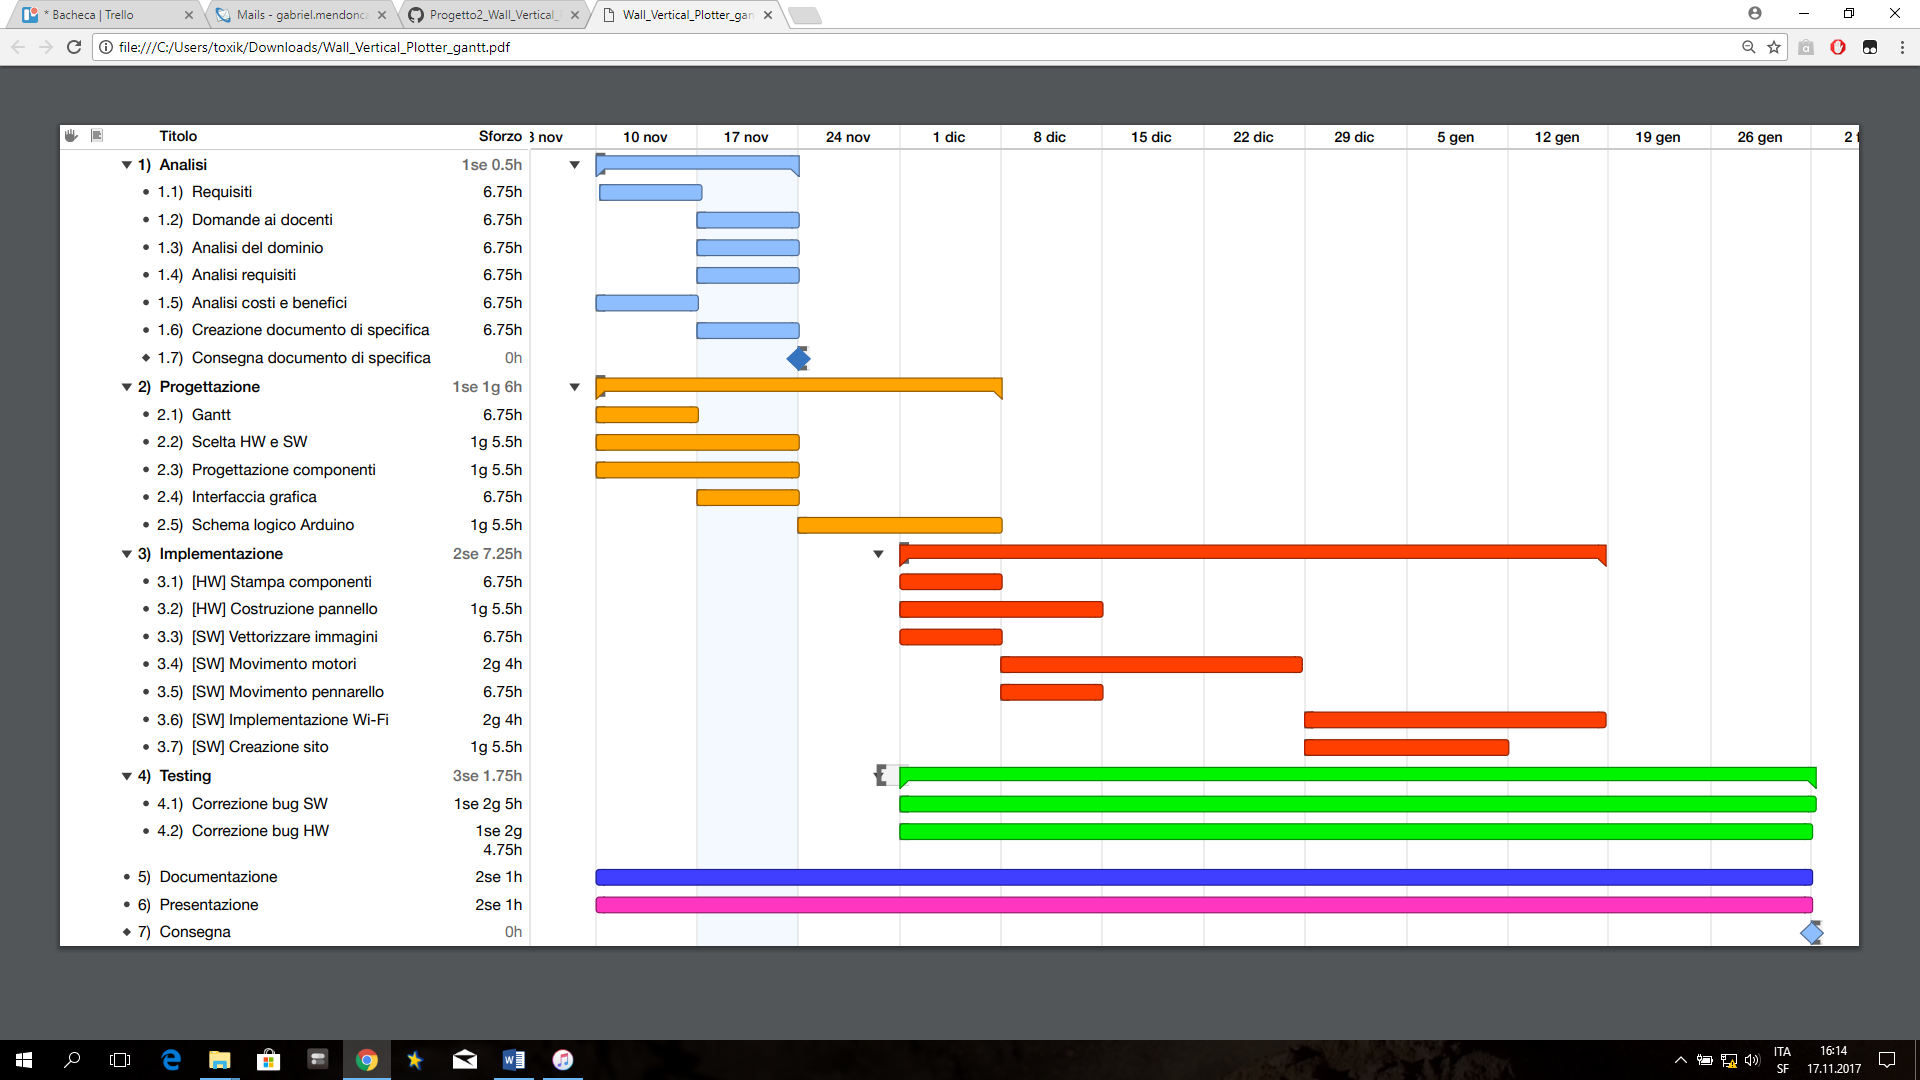 * Bacheca | Trello
Mails - gabriel.mendonca
Progetto2_Wall_Vertical_
Wall_Vertical_Plotter_gan
file:///C:/Users/toxik/Downloads/Wall_Vertical_Plotter_gantt.pdf
Titolo Sforzo 3 nov 10 nov 17 nov 24 nov 1 dic 8 dic 15 dic 22 dic 29 dic 5 gen 12 gen 19 gen 26 gen 2 f
1) Analisi 1se 0.5h
1.1) Requisiti 6.75h
1.2) Domande ai docenti 6.75h
1.3) Analisi del dominio 6.75h
1.4) Analisi requisiti 6.75h
1.5) Analisi costi e benefici 6.75h
1.6) Creazione documento di specifica 6.75h
1.7) Consegna documento di specifica 0h
2) Progettazione 1se 1g 6h
2.1) Gantt 6.75h
2.2) Scelta HW e SW 1g 5.5h
2.3) Progettazione componenti 1g 5.5h
2.4) Interfaccia grafica 6.75h
2.5) Schema logico Arduino 1g 5.5h
3) Implementazione 2se 7.25h
3.1) [HW] Stampa componenti 6.75h
3.2) [HW] Costruzione pannello 1g 5.5h
3.3) [SW] Vettorizzare immagini 6.75h
3.4) [SW] Movimento motori 2g 4h
3.5) [SW] Movimento pennarello 6.75h
3.6) [SW] Implementazione Wi-Fi 2g 4h
3.7) [SW] Creazione sito 1g 5.5h
4) Testing 3se 1.75h
4.1) Correzione bug SW 1se 2g 5h
4.2) Correzione bug HW 1se 2g
4.75h
5) Documentazione 2se 1h
6) Presentazione 2se 1h
7) Consegna 0h
ITA 16:14
SF 17.11.2017